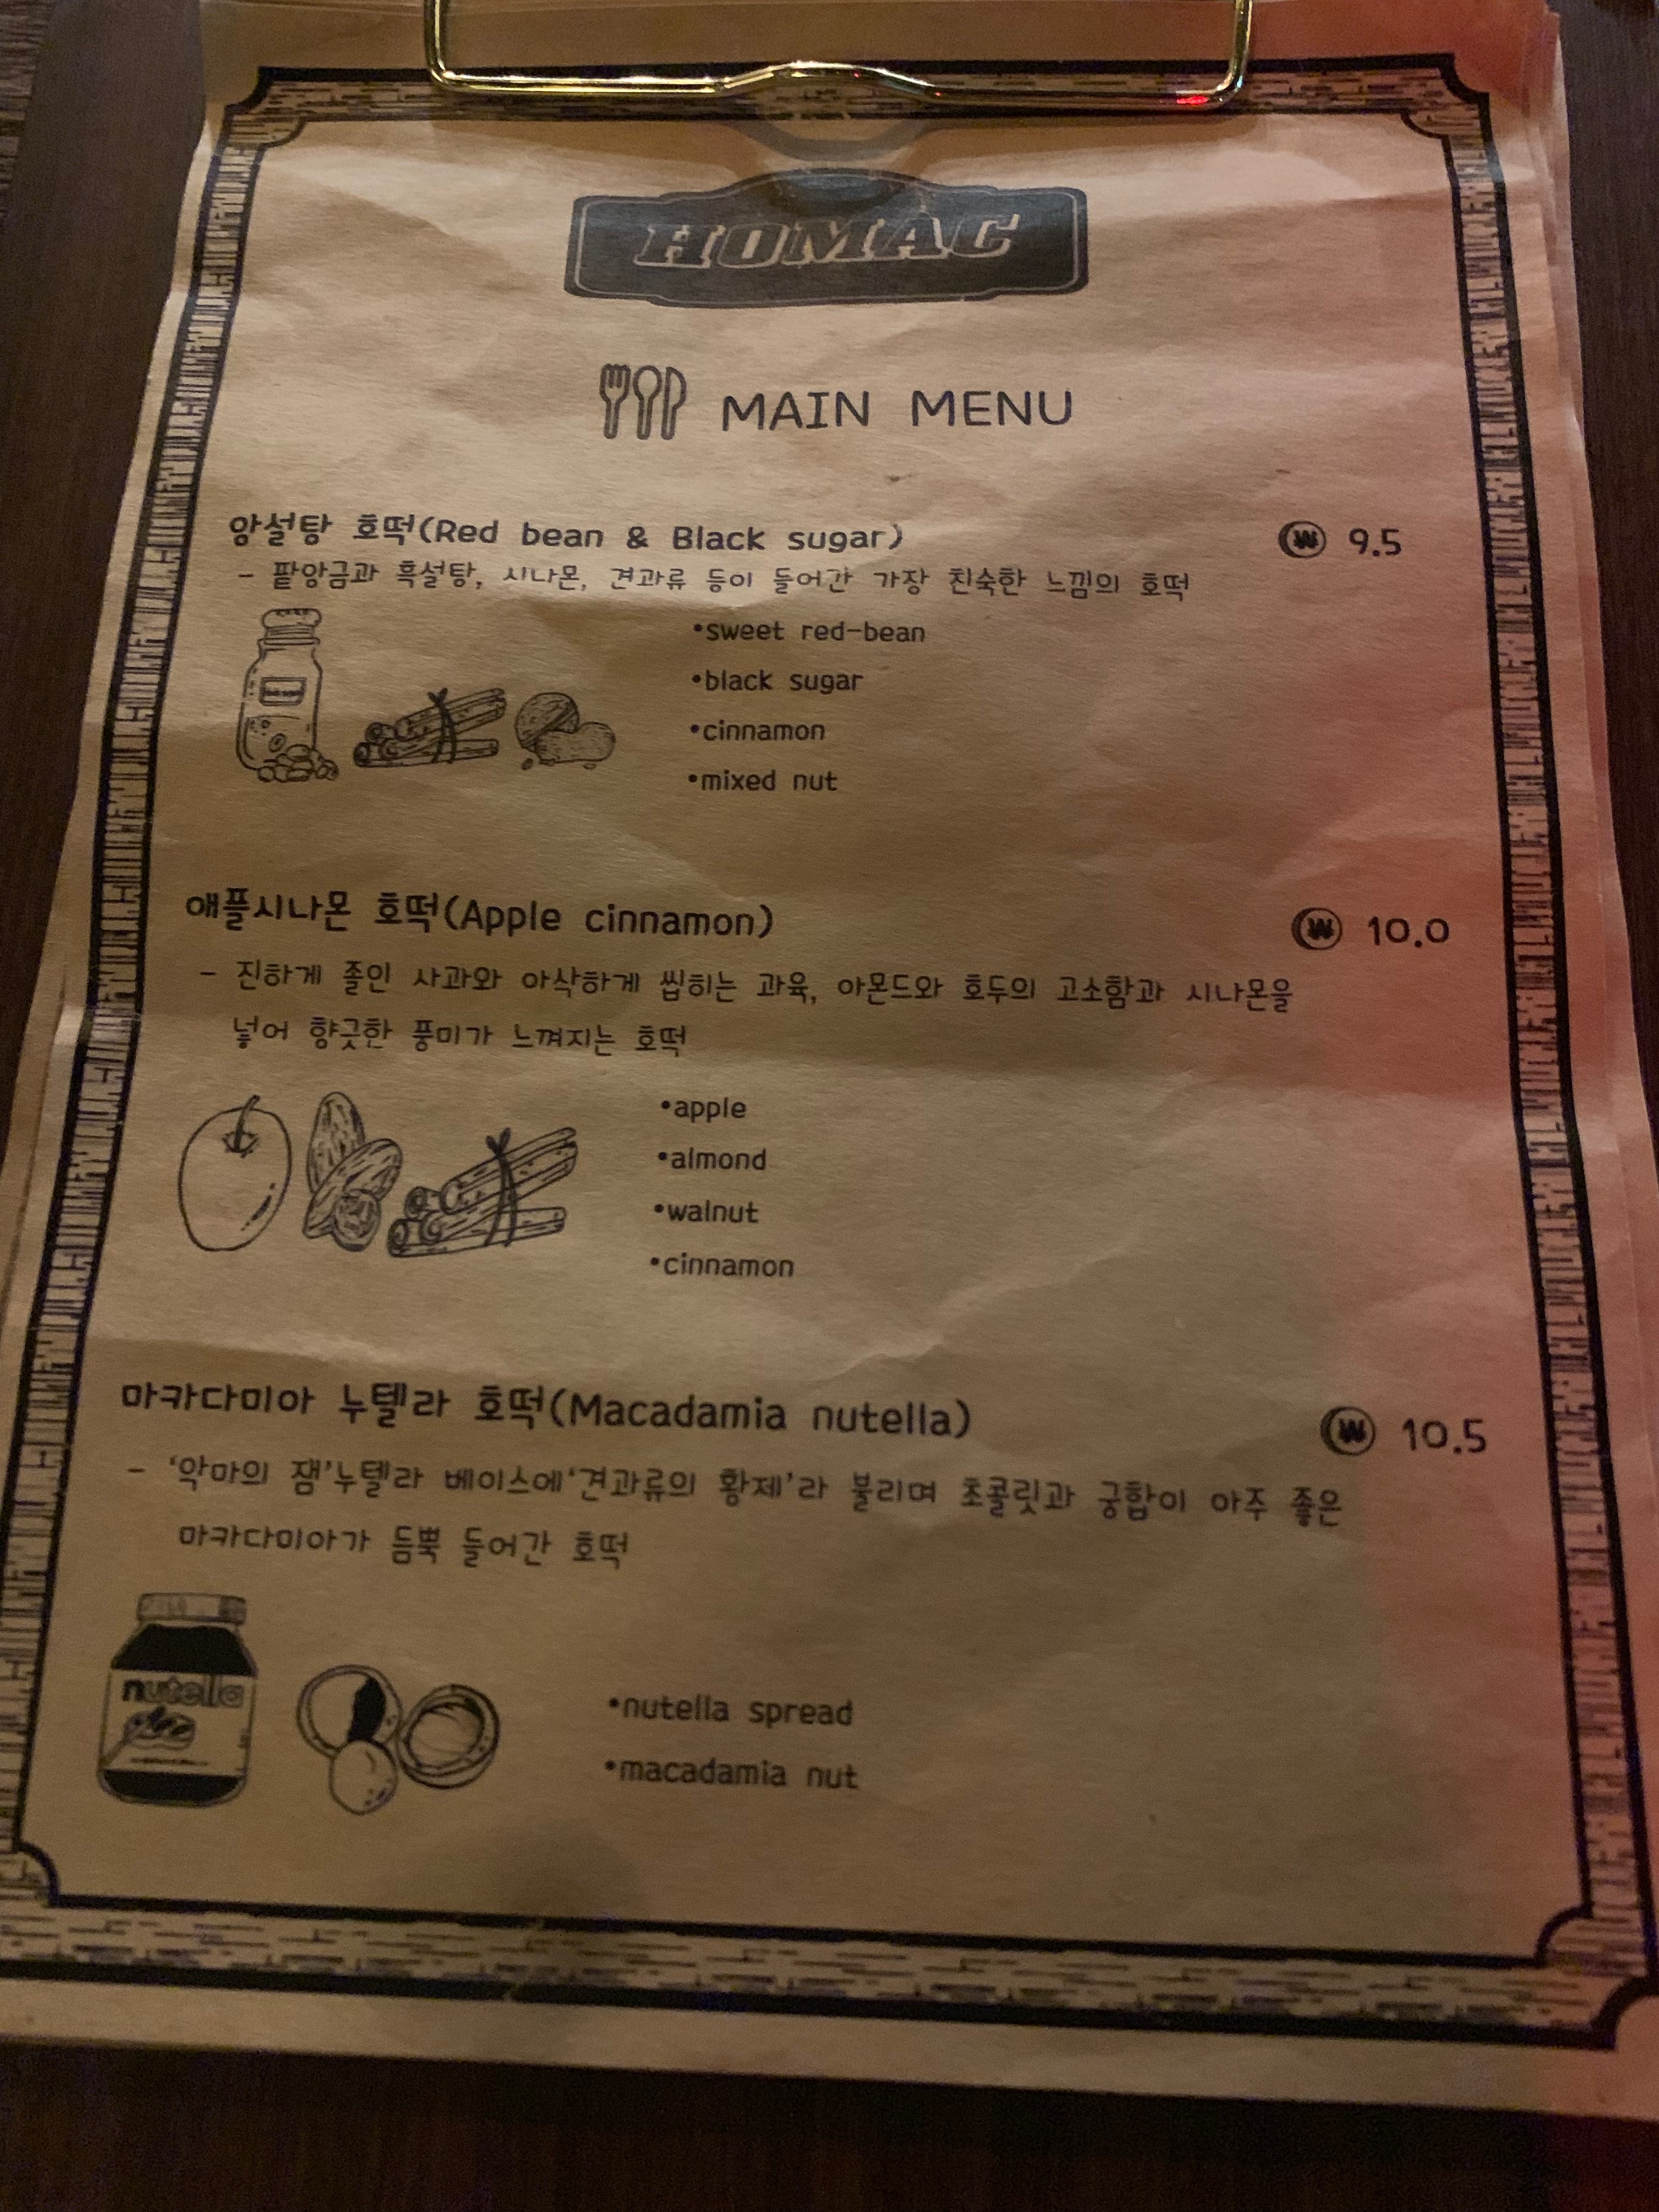 HOMAC
MAIN MENU
앙설탕 호떡(Red bean & Black sugar) ₩ 9.5
- 팥앙금과 흑설탕, 시나몬, 견과류 등이 들어간 가장 친숙한 느낌의 호떡
•sweet red-bean
•black sugar
•cinnamon
•mixed nut
애플시나몬 호떡(Apple cinnamon) ₩ 10.0
- 진하게 졸인 사과와 아삭하게 씹히는 과육, 아몬드와 호두의 고소함과 시나몬을
넣어 향긋한 풍미가 느껴지는 호떡
•apple
•almond
•walnut
•cinnamon
마카다미아 누텔라 호떡(Macadamia nutella) ₩ 10.5
- '악마의 잼'누텔라 베이스에'견과류의 황제'라 불리며 초콜릿과 궁합이 아주 좋은
마카다미아가 듬뿍 들어간 호떡
nutella
•nutella spread
•macadamia nut